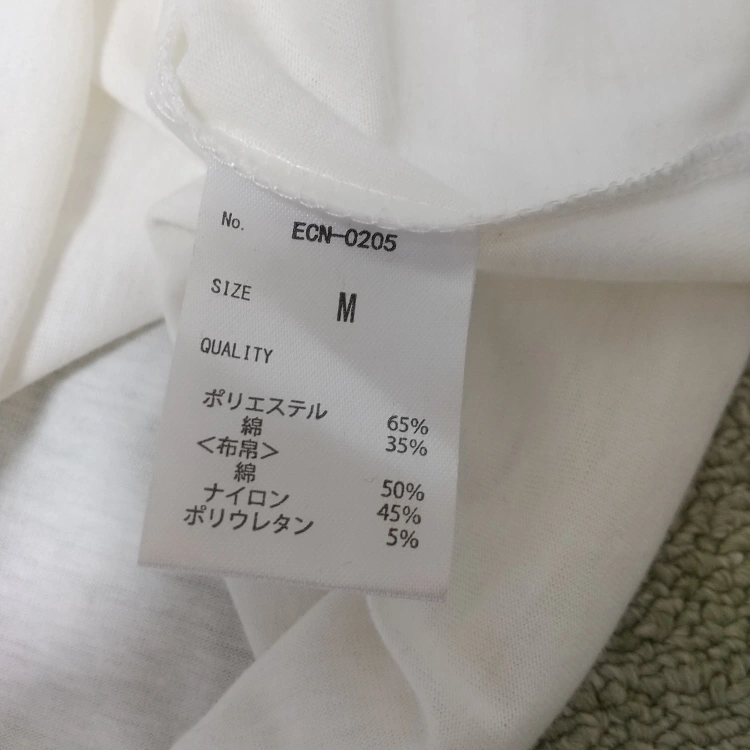 No. ECN-0205
SIZE M
QUALITY
ポリエステル 65%
綿 35%
<布帛>
綿 50%
ナイロン 45%
ポリウレタン 5%